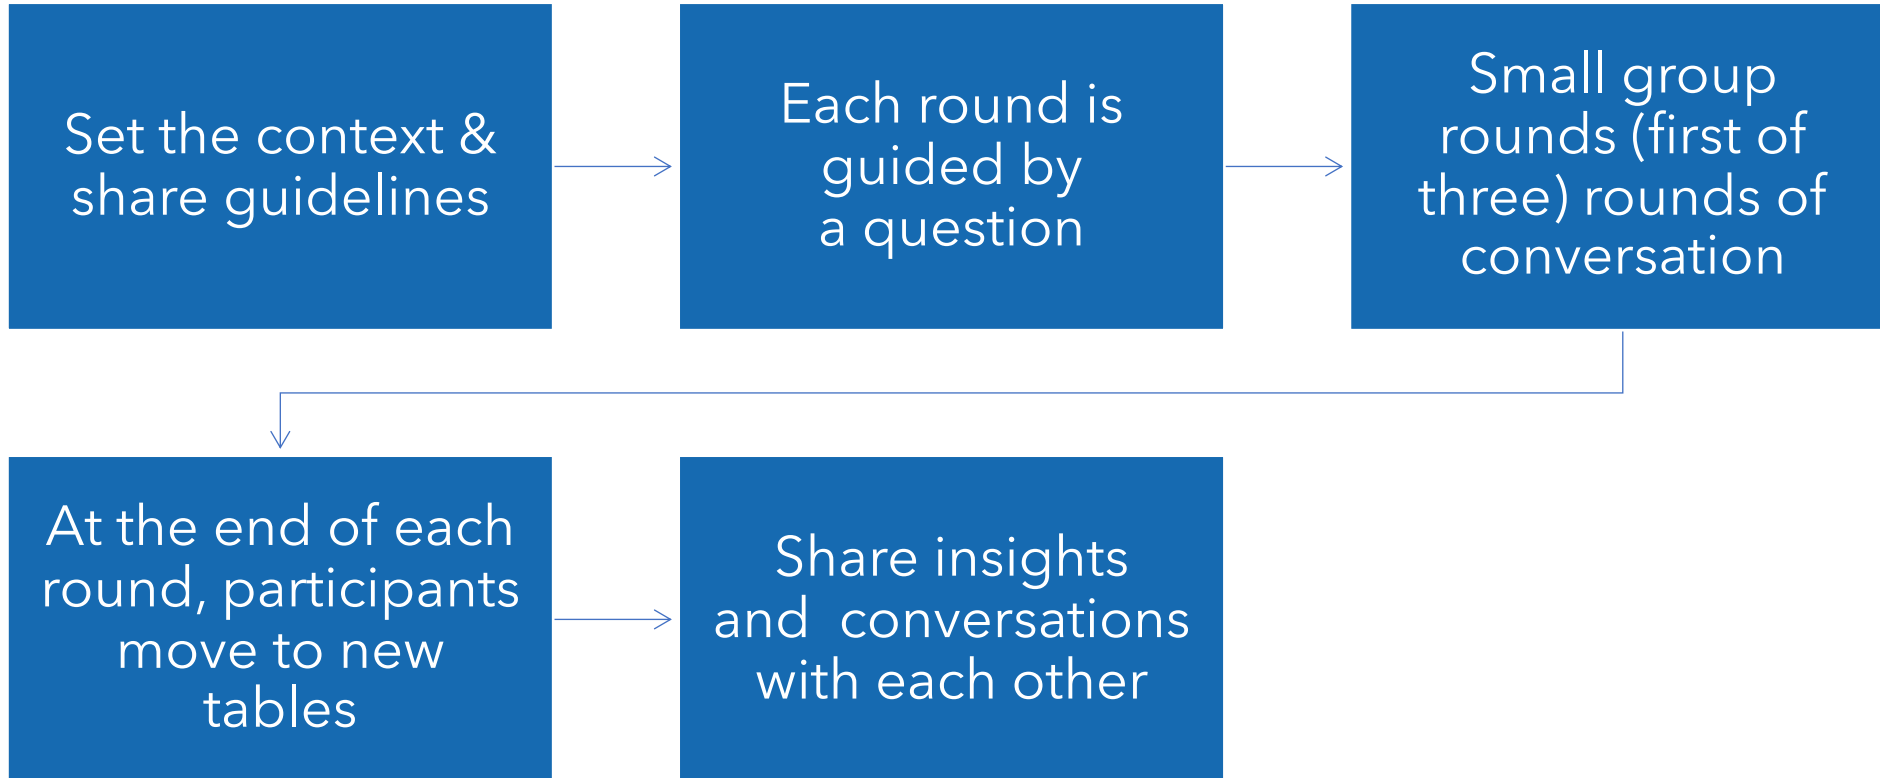 Set the context &
share guidelines
Each round is
guided by
a question
Small group
rounds (first of
three) rounds of
conversation
At the end of each
round, participants
move to new
tables
Share insights
and  conversations
with each other